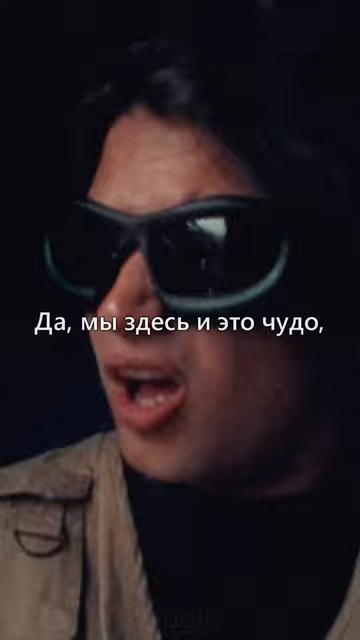 Да, мы здесь и это чудо,